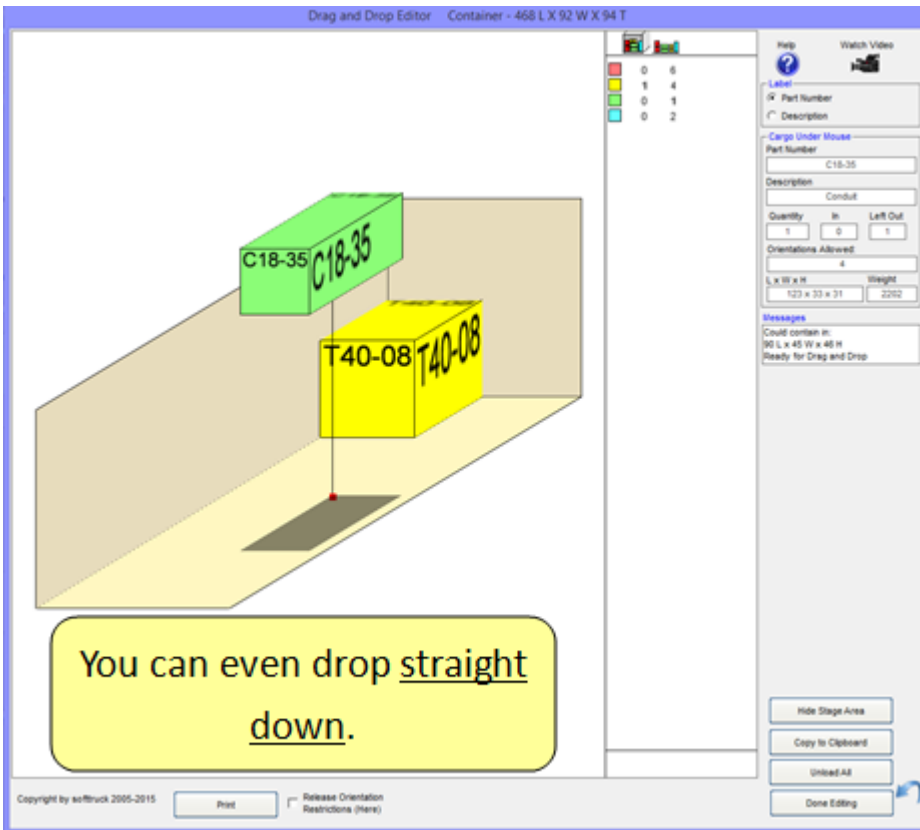 Drag and Drop Editor Container - 468 L X 92 W X 94 T
0 6
1 4
0 1
0 2
C18-35
C18-35
C18-35
T40-08
T40-08
T40-08
You can even drop straight
down.
Help
Watch Video
Label
Part Number
Description
Cargo Under Mouse
Part Number
C18-35
Description
Conduit
Quantity In Left Out
1 0 1
Orientations Allowed
4
L x W x H Weight
123 x 33 x 31 2202
Messages
Could contain in:
90 L x 45 W x 46 H
Ready for Drag and Drop
Hide Stage Area
Copy to Clipboard
Unload All
Done Editing
Copyright by softtruck 2005-2015
Print
Release Orientation
Restrictions (Here)